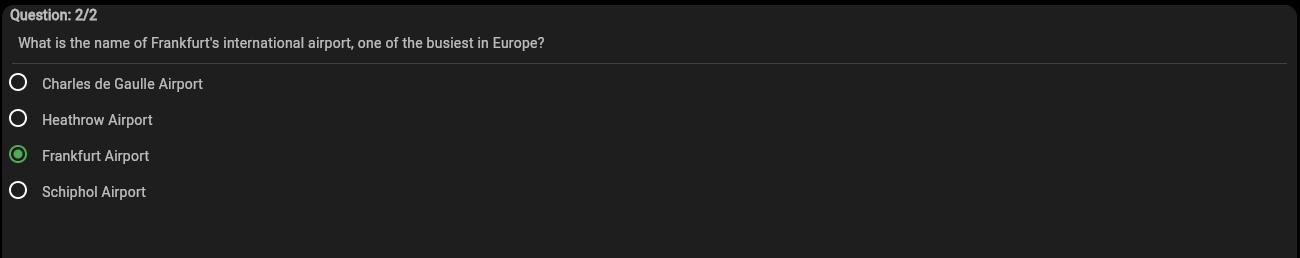 Question: 2/2
What is the name of Frankfurt's international airport, one of the busiest in Europe?
Charles de Gaulle Airport
Heathrow Airport
Frankfurt Airport
Schiphol Airport